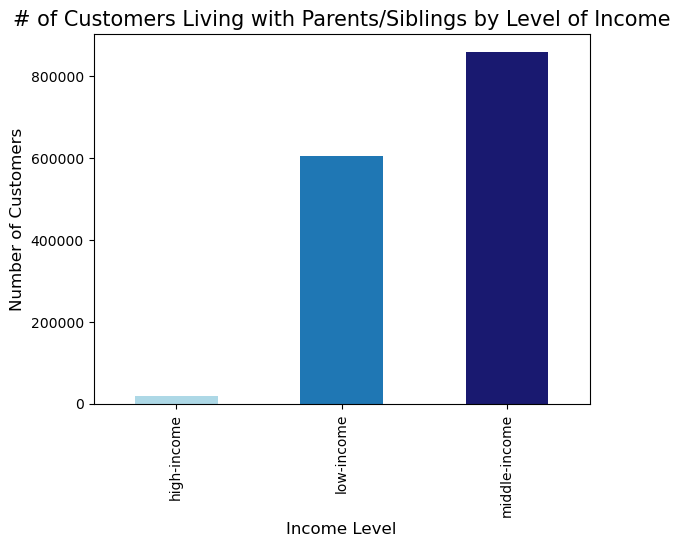 # of Customers Living with Parents/Siblings by Level of Income
Number of Customers
800000
600000
400000
200000
0
high-income
low-income
middle-income
Income Level